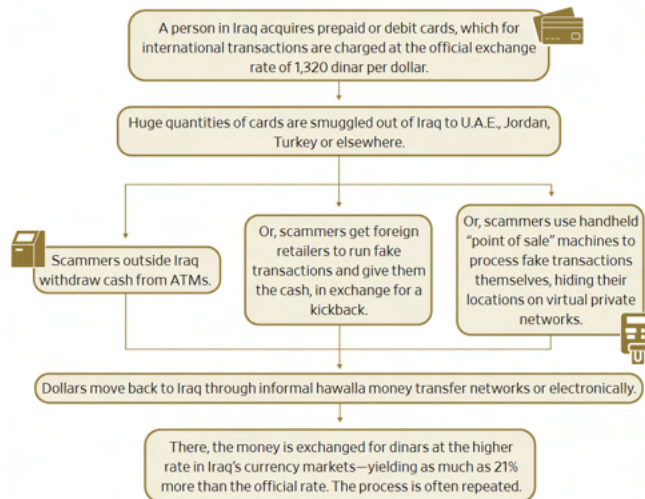 A person in Iraq acquires prepaid or debit cards, which for
international transactions are charged at the official exchange
rate of 1,320 dinar per dollar.
Huge quantities of cards are smuggled out of Iraq to U.A.E., Jordan,
Turkey or elsewhere.
Scammers outside Iraq
withdraw cash from ATMs.
Or, scammers get foreign
retailers to run fake
transactions and give them
the cash, in exchange for a
kickback.
Or, scammers use handheld
“point of sale” machines to
process fake transactions
themselves, hiding their
locations on virtual private
networks.
Dollars move back to Iraq through informal hawalla money transfer networks or electronically.
There, the money is exchanged for dinars at the higher
rate in Iraq’s currency markets—yielding as much as 21%
more than the official rate. The process is often repeated.